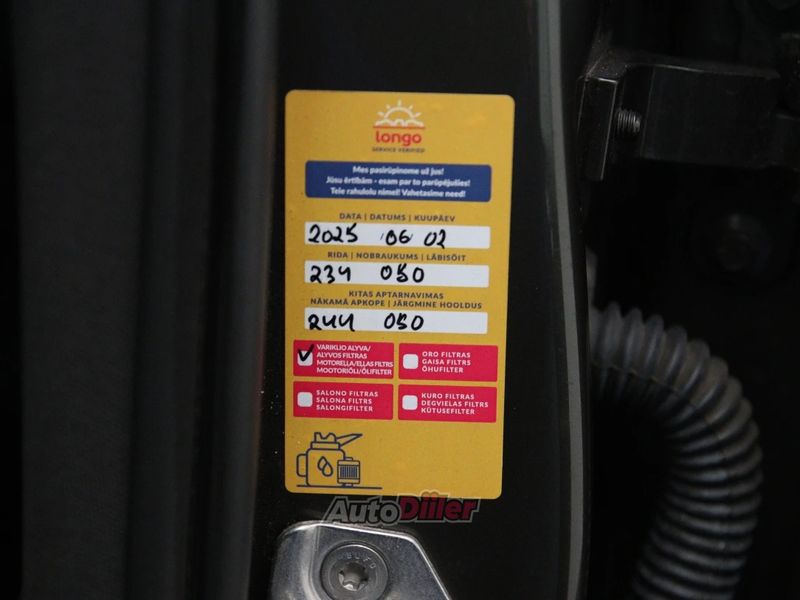 longo
SERVICE VERIFIED
Mes pasirūpinome už jus!
Jūsu ērtībām - esam par to parūpējušies!
Teie rahuloiu nimel! Vahetasime need!
DATA | DATUMS | KUUPÄEV
2025 06 02
RIDA | NOBRAUKUMS | LÄBISÕIT
234 050
KITAS APTARNAVIMAS
NĀKAMĀ APKOPE | JÄRGMINE HOOLDUS
244 050
VARIKLIO ALYVA/
ALYVOS FILTRAS
MOTORELLA/ELLAS FILTRS
MOOTORIÕLI/ÕLIFILTER
ORO FILTRAS
GAISA FILTRS
ÕHUFILTER
SALONO FILTRAS
SALONA FILTRS
SALONGIFILTER
KURO FILTRAS
DEGVIELAS FILTRS
KÜTUSEFILTER
AutoDiller